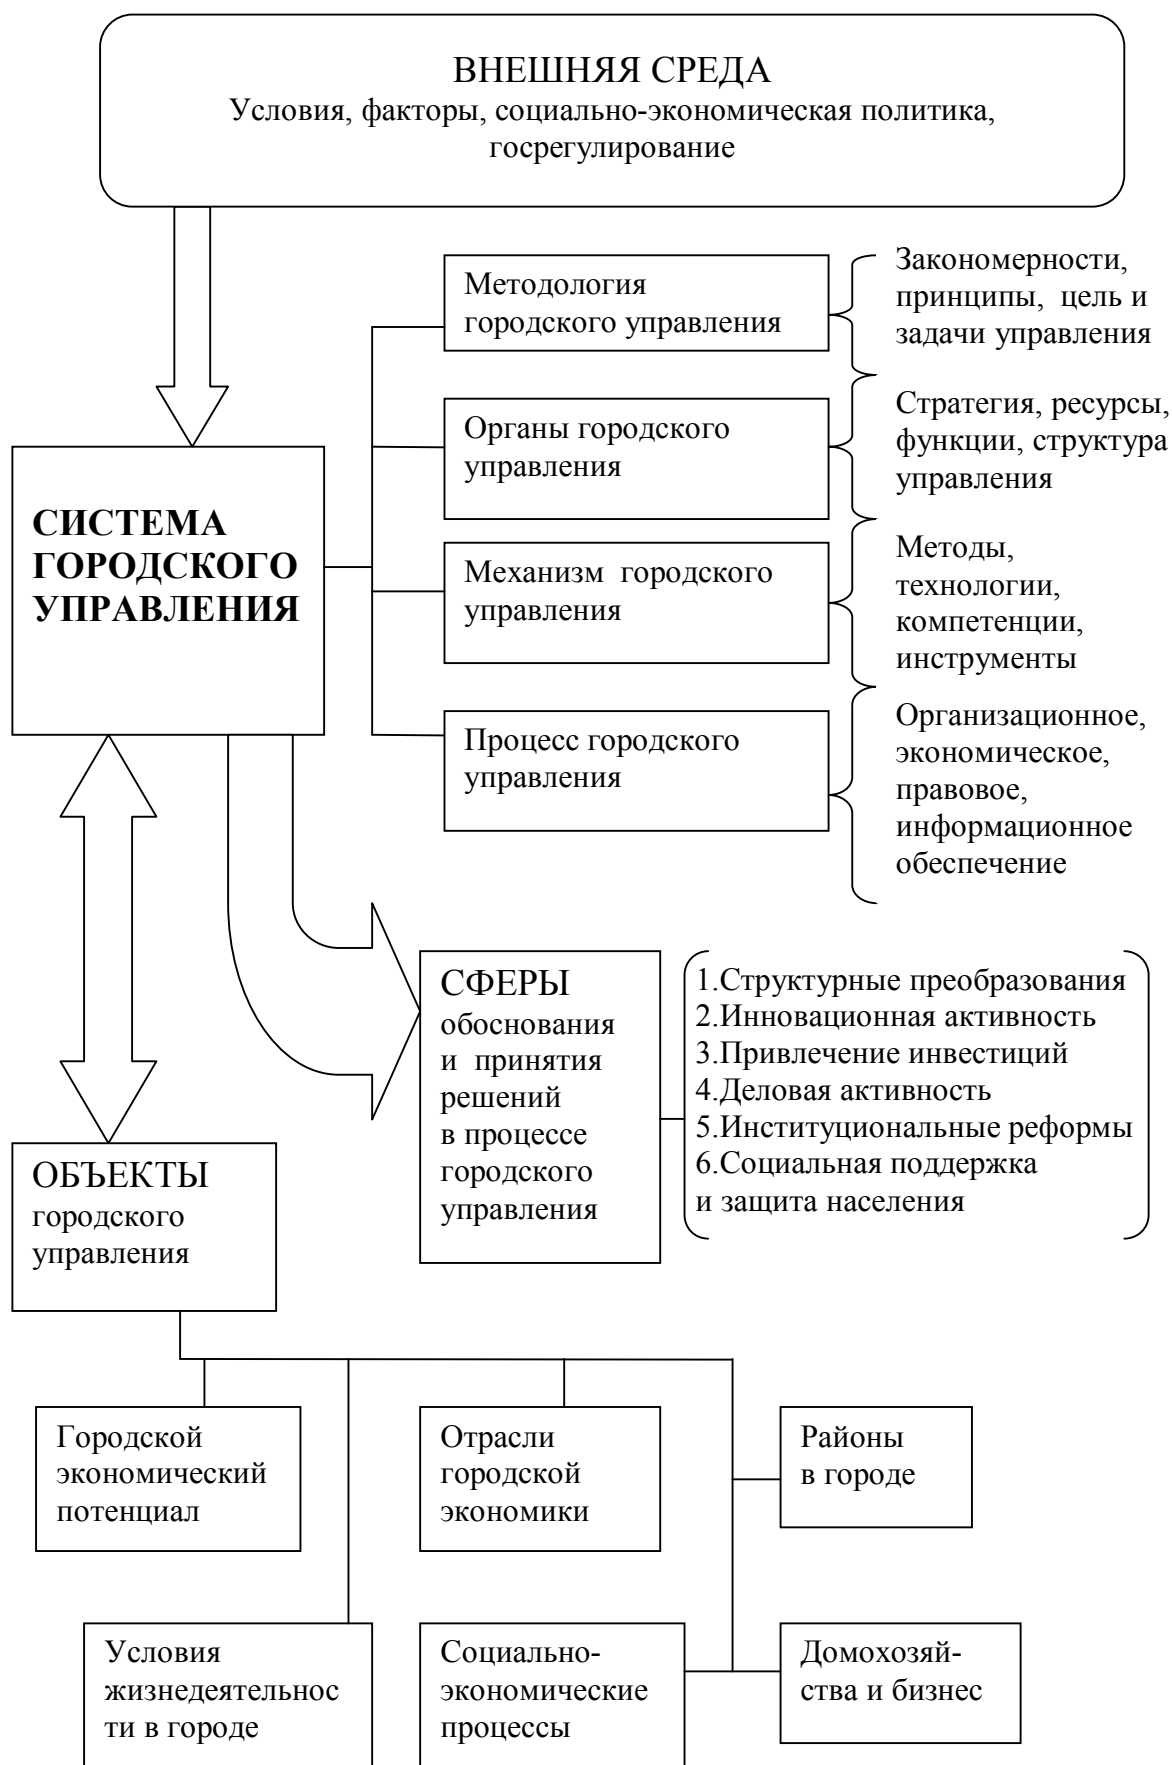 ВНЕШНЯЯ СРЕДА
Условия, факторы, социально-экономическая политика,
госрегулирование
Методология
городского управления
Закономерности,
принципы, цель и
задачи управления
Органы городского
управления
Стратегия, ресурсы,
функции, структура
управления
СИСТЕМА
ГОРОДСКОГО
УПРАВЛЕНИЯ
Механизм городского
управления
Методы,
технологии,
компетенции,
инструменты
Процесс городского
управления
Организационное,
экономическое,
правовое,
информационное
обеспечение
СФЕРЫ
обоснования
и принятия
решений
в процессе
городского
управления
1.Структурные преобразования
2.Инновационная активность
3.Привлечение инвестиций
4.Деловая активность
5.Институциональные реформы
6.Социальная поддержка
и защита населения
ОБЪЕКТЫ
городского
управления
Городской
экономический
потенциал
Отрасли
городской
экономики
Районы
в городе
Условия
жизнедеятельнос
ти в городе
Социально-
экономические
процессы
Домохозяй-
ства и бизнес